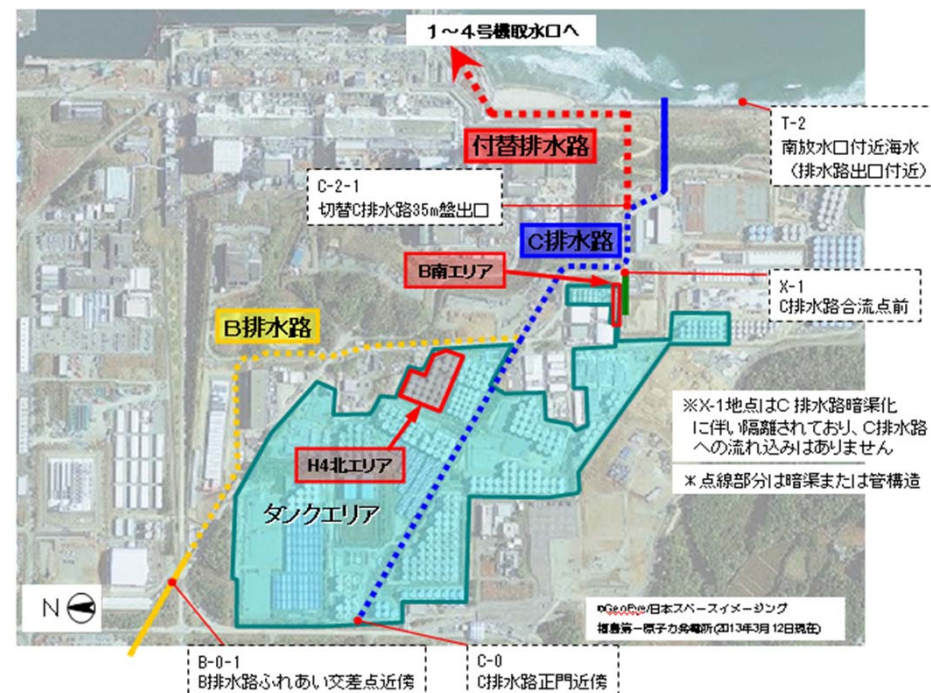 1～4号機取水口へ
付替排水路
T-2
南放水口付近海水
（排水路出口付近）
C-2-1
切替C排水路35m盤出口
C排水路
B南エリア
X-1
C排水路合流点前
B排水路
※X-1地点はC排水路暗渠化
に伴い隔離されており、C排水路
への流れ込みはありません
＊点線部分は暗渠または管構造
H4北エリア
タンクエリア
N
©GeoEye/日本スペースイメージング
福島第一原子力発電所(2013年3月12日現在)
B-0-1
B排水路ふれあい交差点近傍
C-0
C排水路正門近傍